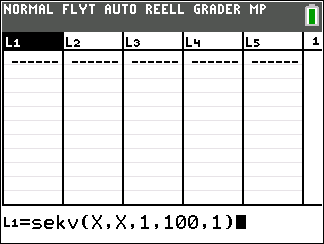 NORMAL FLYT AUTO REELL GRADER MP
L1 L2 L3 L4 L5 1
------ ------ ------ ------ ------
L1=sekv(X,X,1,100,1)